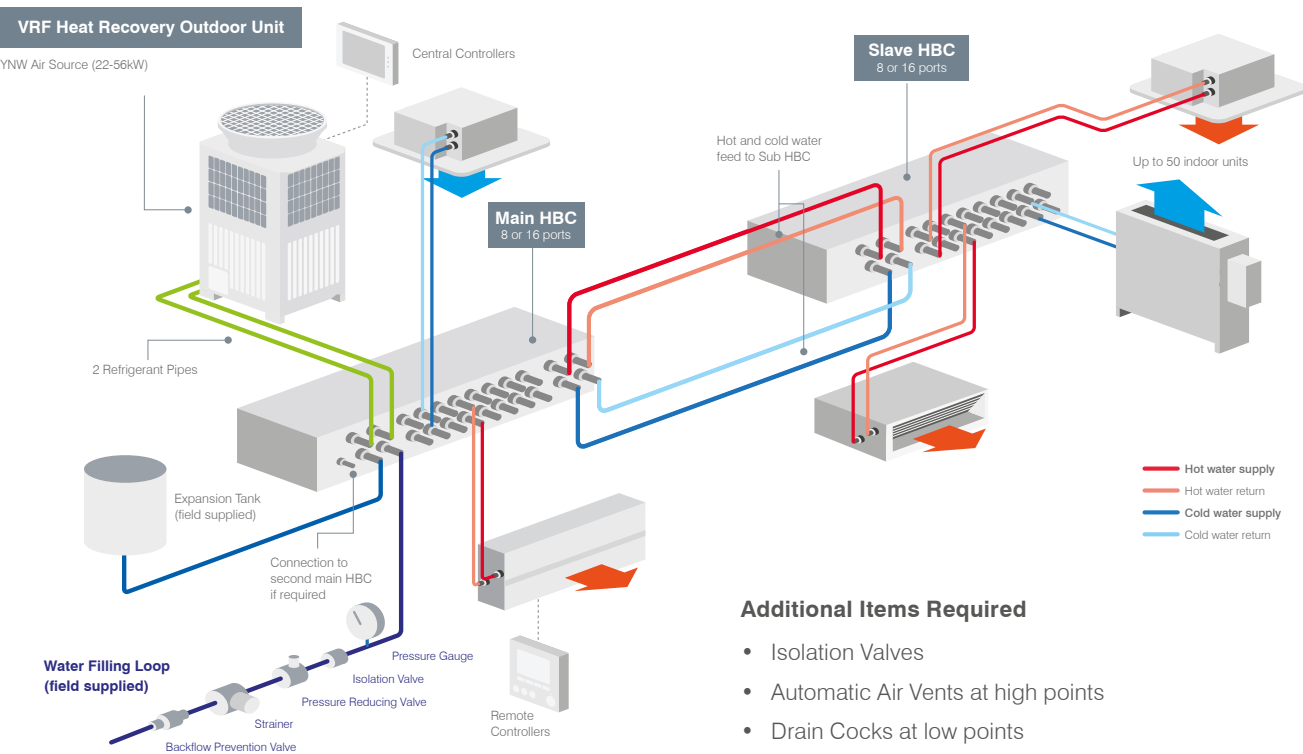 VRF Heat Recovery Outdoor Unit
YNW Air Source (22-56kW)
Central Controllers
Slave HBC
8 or 16 ports
Hot and cold water
feed to Sub HBC
Up to 50 indoor units
Main HBC
8 or 16 ports
2 Refrigerant Pipes
Expansion Tank
(field supplied)
Connection to
second main HBC
if required
Hot water supply
Hot water return
Cold water supply
Cold water return
Water Filling Loop
(field supplied)
Pressure Gauge
Isolation Valve
Pressure Reducing Valve
Strainer
Backflow Prevention Valve
Remote
Controllers
Additional Items Required
• Isolation Valves
• Automatic Air Vents at high points
• Drain Cocks at low points